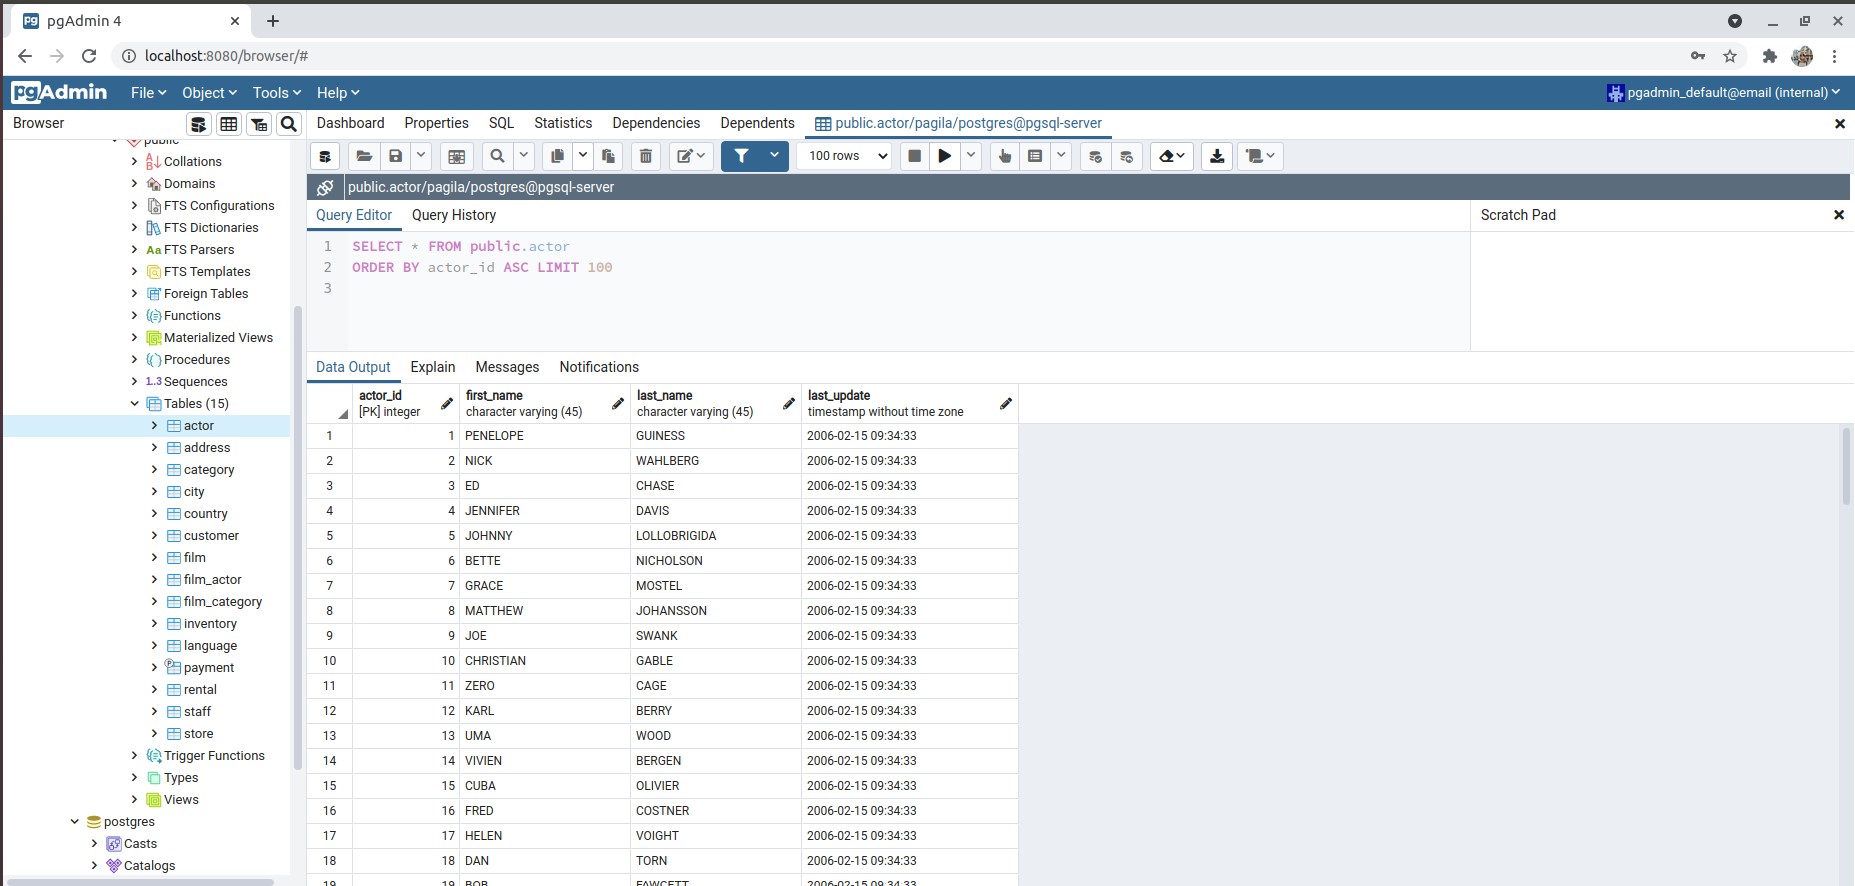 pgAdmin 4
localhost:8080/browser/#
pgAdmin File Object Tools Help pgadmin_default@email (internal)
Browser
Dashboard Properties SQL Statistics Dependencies Dependents public.actor/pagila/postgres@pgsql-server
public
Collations
Domains
FTS Configurations
FTS Dictionaries
Aa FTS Parsers
FTS Templates
Foreign Tables
Functions
Materialized Views
Procedures
1..3 Sequences
Tables (15)
actor
address
category
city
country
customer
film
film_actor
film_category
inventory
language
payment
rental
staff
store
Trigger Functions
Types
Views
postgres
Casts
Catalogs
100 rows
public.actor/pagila/postgres@pgsql-server
Query Editor Query History
Scratch Pad
1 SELECT * FROM public.actor
2 ORDER BY actor_id ASC LIMIT 100
3
Data Output Explain Messages Notifications
actor_id first_name last_name last_update
[PK] integer character varying (45) character varying (45) timestamp without time zone
1 1 PENELOPE GUINESS 2006-02-15 09:34:33
2 2 NICK WAHLBERG 2006-02-15 09:34:33
3 3 ED CHASE 2006-02-15 09:34:33
4 4 JENNIFER DAVIS 2006-02-15 09:34:33
5 5 JOHNNY LOLLOBRIGIDA 2006-02-15 09:34:33
6 6 BETTE NICHOLSON 2006-02-15 09:34:33
7 7 GRACE MOSTEL 2006-02-15 09:34:33
8 8 MATTHEW JOHANSSON 2006-02-15 09:34:33
9 9 JOE SWANK 2006-02-15 09:34:33
10 10 CHRISTIAN GABLE 2006-02-15 09:34:33
11 11 ZERO CAGE 2006-02-15 09:34:33
12 12 KARL BERRY 2006-02-15 09:34:33
13 13 UMA WOOD 2006-02-15 09:34:33
14 14 VIVIEN BERGEN 2006-02-15 09:34:33
15 15 CUBA OLIVIER 2006-02-15 09:34:33
16 16 FRED COSTNER 2006-02-15 09:34:33
17 17 HELEN VOIGHT 2006-02-15 09:34:33
18 18 DAN TORN 2006-02-15 09:34:33
19 19 BOB FAWCETT 2006-02-15 09:34:33